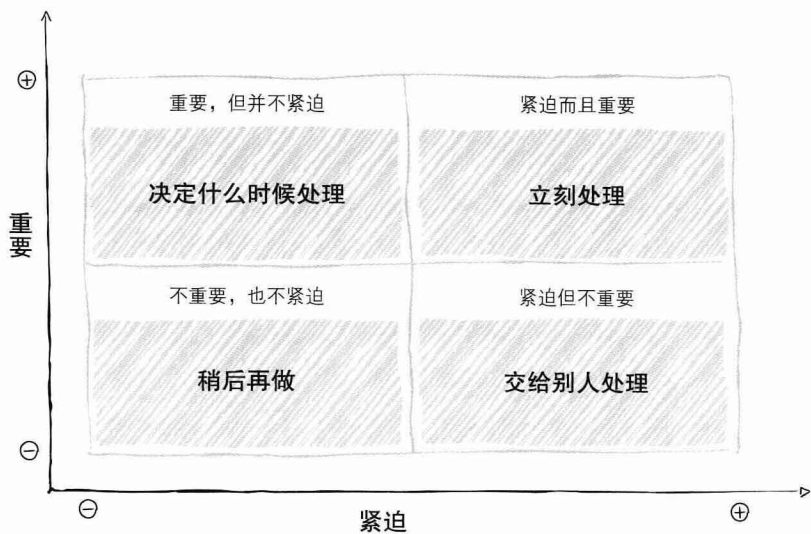 ⊕
重要，但并不紧迫
紧迫而且重要
决定什么时候处理
立刻处理
重要
不重要，也不紧迫
紧迫但不重要
稍后再做
交给别人处理
⊖
⊖
紧迫
⊕